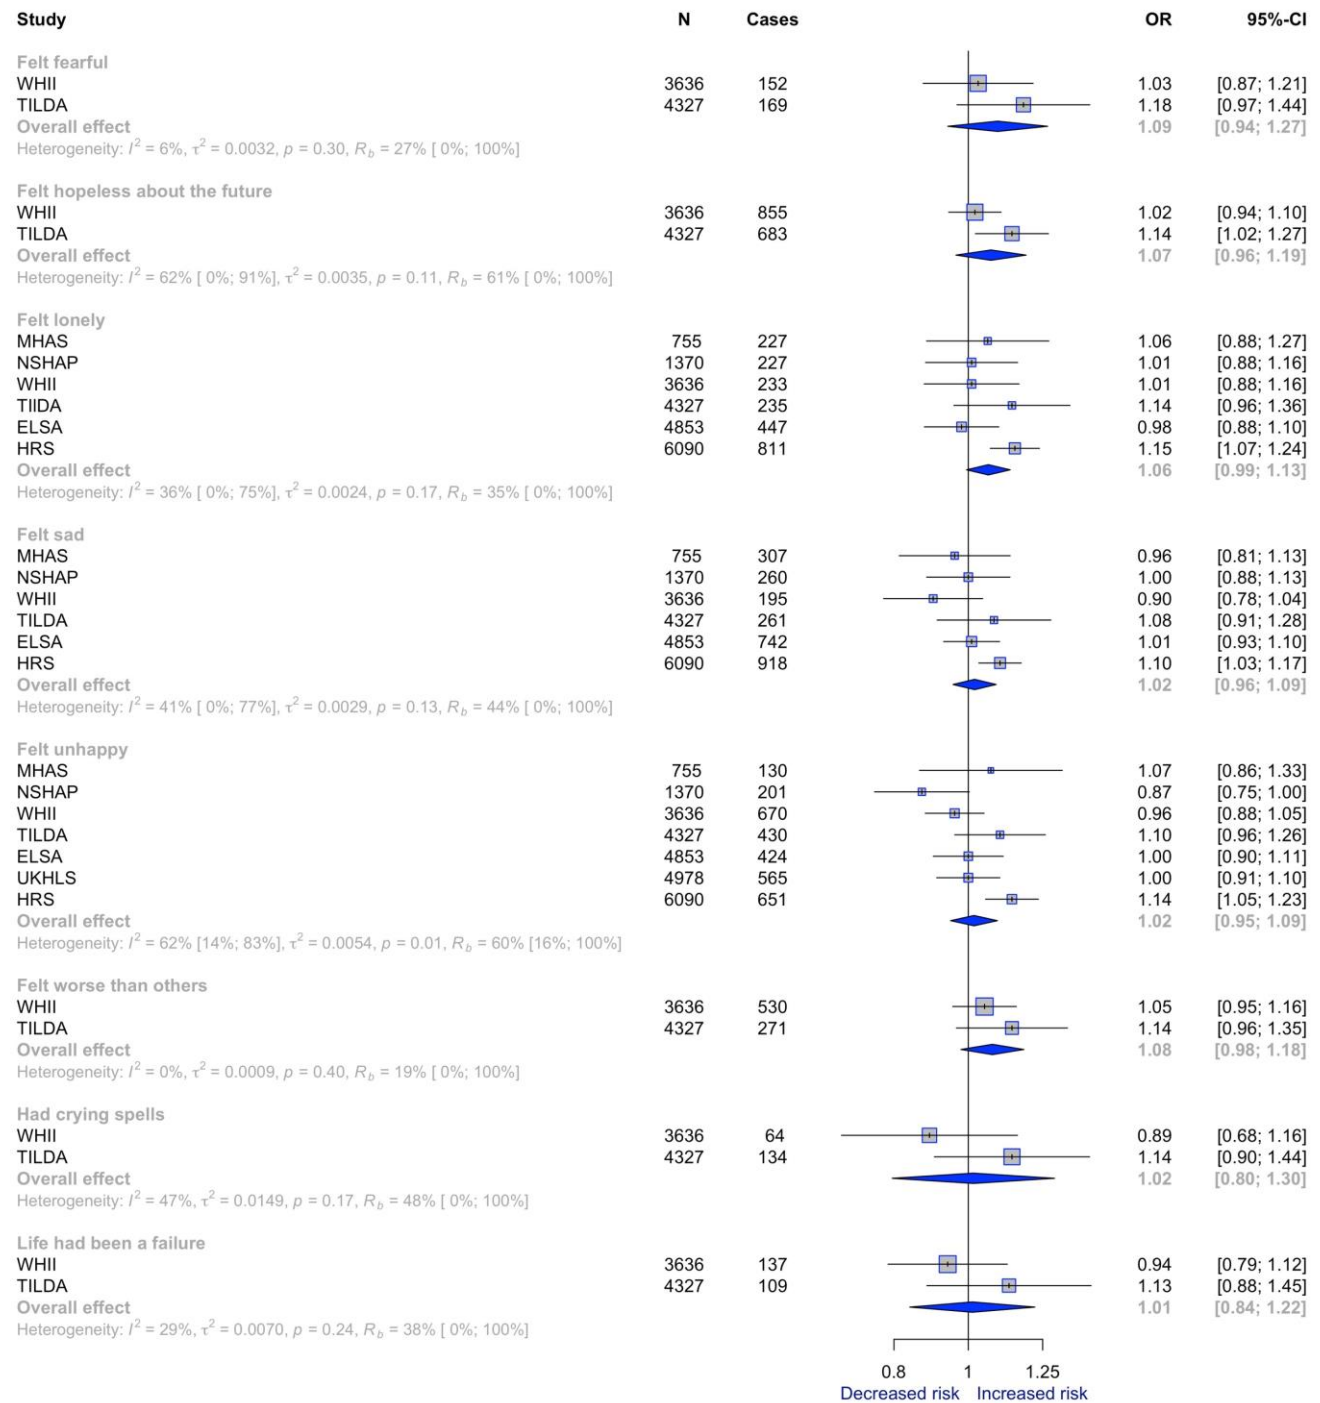 Study N Cases OR 95%-CI
Felt fearful
WHII 3636 152 1.03 [0.87; 1.21]
TILDA 4327 169 1.18 [0.97; 1.44]
Overall effect 1.09 [0.94; 1.27]
Heterogeneity: I² = 6%, τ² = 0.0032, p = 0.30, R_b = 27% [ 0%; 100%]
Felt hopeless about the future
WHII 3636 855 1.02 [0.94; 1.10]
TILDA 4327 683 1.14 [1.02; 1.27]
Overall effect 1.07 [0.96; 1.19]
Heterogeneity: I² = 62% [ 0%; 91%], τ² = 0.0035, p = 0.11, R_b = 61% [ 0%; 100%]
Felt lonely
MHAS 755 227 1.06 [0.88; 1.27]
NSHAP 1370 227 1.01 [0.88; 1.16]
WHII 3636 233 1.01 [0.88; 1.16]
TIIDA 4327 235 1.14 [0.96; 1.36]
ELSA 4853 447 0.98 [0.88; 1.10]
HRS 6090 811 1.15 [1.07; 1.24]
Overall effect 1.06 [0.99; 1.13]
Heterogeneity: I² = 36% [ 0%; 75%], τ² = 0.0024, p = 0.17, R_b = 35% [ 0%; 100%]
Felt sad
MHAS 755 307 0.96 [0.81; 1.13]
NSHAP 1370 260 1.00 [0.88; 1.13]
WHII 3636 195 0.90 [0.78; 1.04]
TILDA 4327 261 1.08 [0.91; 1.28]
ELSA 4853 742 1.01 [0.93; 1.10]
HRS 6090 918 1.10 [1.03; 1.17]
Overall effect 1.02 [0.96; 1.09]
Heterogeneity: I² = 41% [ 0%; 77%], τ² = 0.0029, p = 0.13, R_b = 44% [ 0%; 100%]
Felt unhappy
MHAS 755 130 1.07 [0.86; 1.33]
NSHAP 1370 201 0.87 [0.75; 1.00]
WHII 3636 670 0.96 [0.88; 1.05]
TILDA 4327 430 1.10 [0.96; 1.26]
ELSA 4853 424 1.00 [0.90; 1.11]
UKHLS 4978 565 1.00 [0.91; 1.10]
HRS 6090 651 1.14 [1.05; 1.23]
Overall effect 1.02 [0.95; 1.09]
Heterogeneity: I² = 62% [14%; 83%], τ² = 0.0054, p = 0.01, R_b = 60% [16%; 100%]
Felt worse than others
WHII 3636 530 1.05 [0.95; 1.16]
TILDA 4327 271 1.14 [0.96; 1.35]
Overall effect 1.08 [0.98; 1.18]
Heterogeneity: I² = 0%, τ² = 0.0009, p = 0.40, R_b = 19% [ 0%; 100%]
Had crying spells
WHII 3636 64 0.89 [0.68; 1.16]
TILDA 4327 134 1.14 [0.90; 1.44]
Overall effect 1.02 [0.80; 1.30]
Heterogeneity: I² = 47%, τ² = 0.0149, p = 0.17, R_b = 48% [ 0%; 100%]
Life had been a failure
WHII 3636 137 0.94 [0.79; 1.12]
TILDA 4327 109 1.13 [0.88; 1.45]
Overall effect 1.01 [0.84; 1.22]
Heterogeneity: I² = 29%, τ² = 0.0070, p = 0.24, R_b = 38% [ 0%; 100%]
0.8 1 1.25
Decreased risk Increased risk